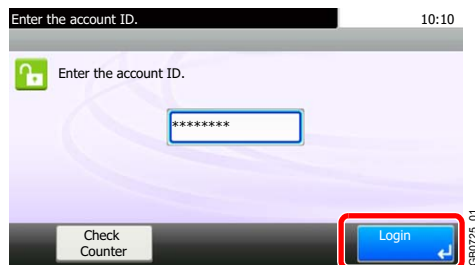 Enter the account ID.
10:10
Enter the account ID.
********
Check
Counter
Login
GB0725_01